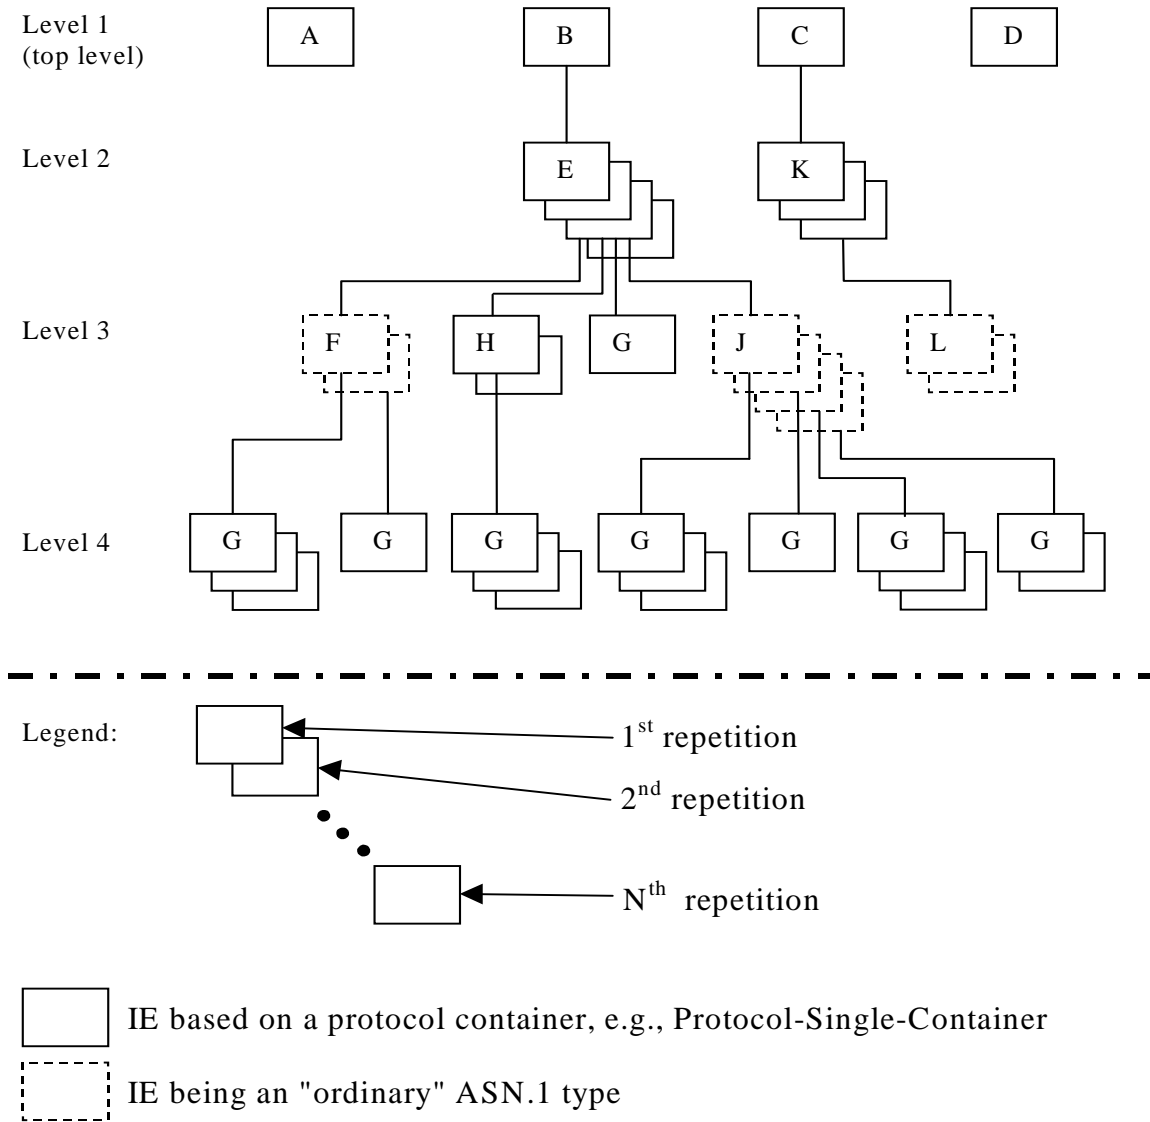 Level 1
(top level)
A B C D
Level 2
E K
Level 3
F H G J L
Level 4
G G G G G G G
Legend:
1st repetition
2nd repetition
Nth repetition
IE based on a protocol container, e.g., Protocol-Single-Container
IE being an "ordinary" ASN.1 type